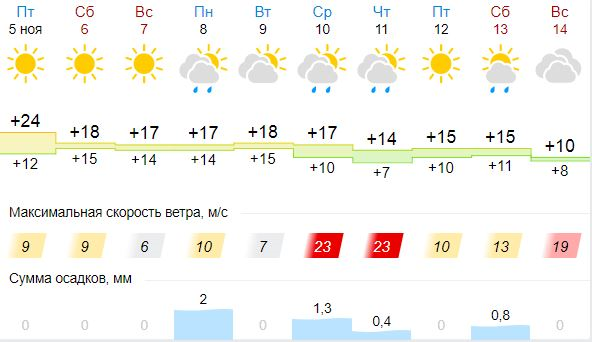 Пт Сб Вс Пн Вт Ср Чт Пт Сб Вс
5 ноя 6 7 8 9 10 11 12 13 14
+24 +18 +17 +17 +18 +17 +14 +15 +15 +10
+12 +15 +14 +14 +15 +10 +7 +10 +11 +8
Максимальная скорость ветра, м/с
9 9 6 10 7 23 23 10 13 19
Сумма осадков, мм
0 0 0 2 0 1,3 0,4 0 0,8 0